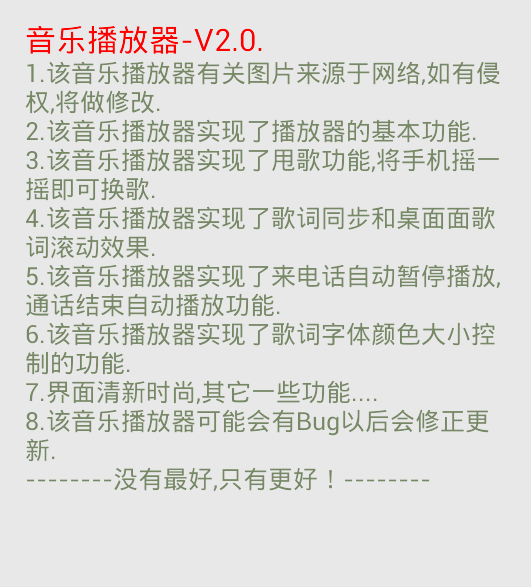 音乐播放器-V2.0.
1.该音乐播放器有关图片来源于网络,如有侵
权,将做修改.
2.该音乐播放器实现了播放器的基本功能.
3.该音乐播放器实现了甩歌功能,将手机摇一
摇即可换歌.
4.该音乐播放器实现了歌词同步和桌面面歌
词滚动效果.
5.该音乐播放器实现了来电话自动暂停播放,
通话结束自动播放功能.
6.该音乐播放器实现了歌词字体颜色大小控
制的功能.
7.界面清新时尚,其它一些功能....
8.该音乐播放器可能会有Bug以后会修正更
新.
--------没有最好,只有更好！--------